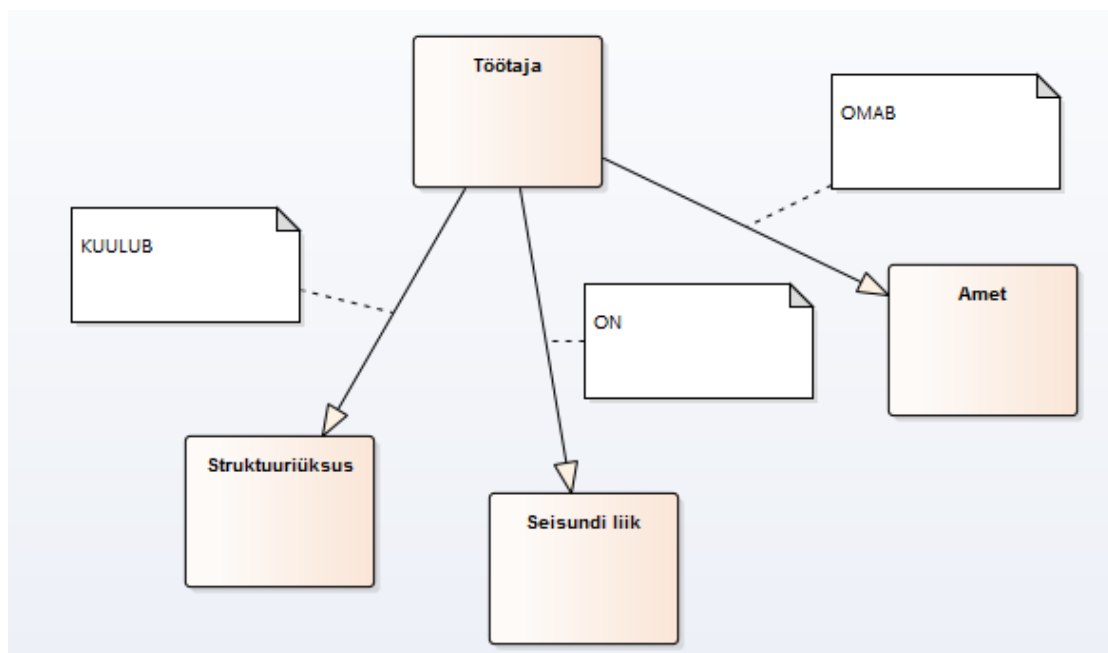 Töötaja
OMAB
KUULUB
Amet
ON
Struktuuriüksus
Seisundi liik